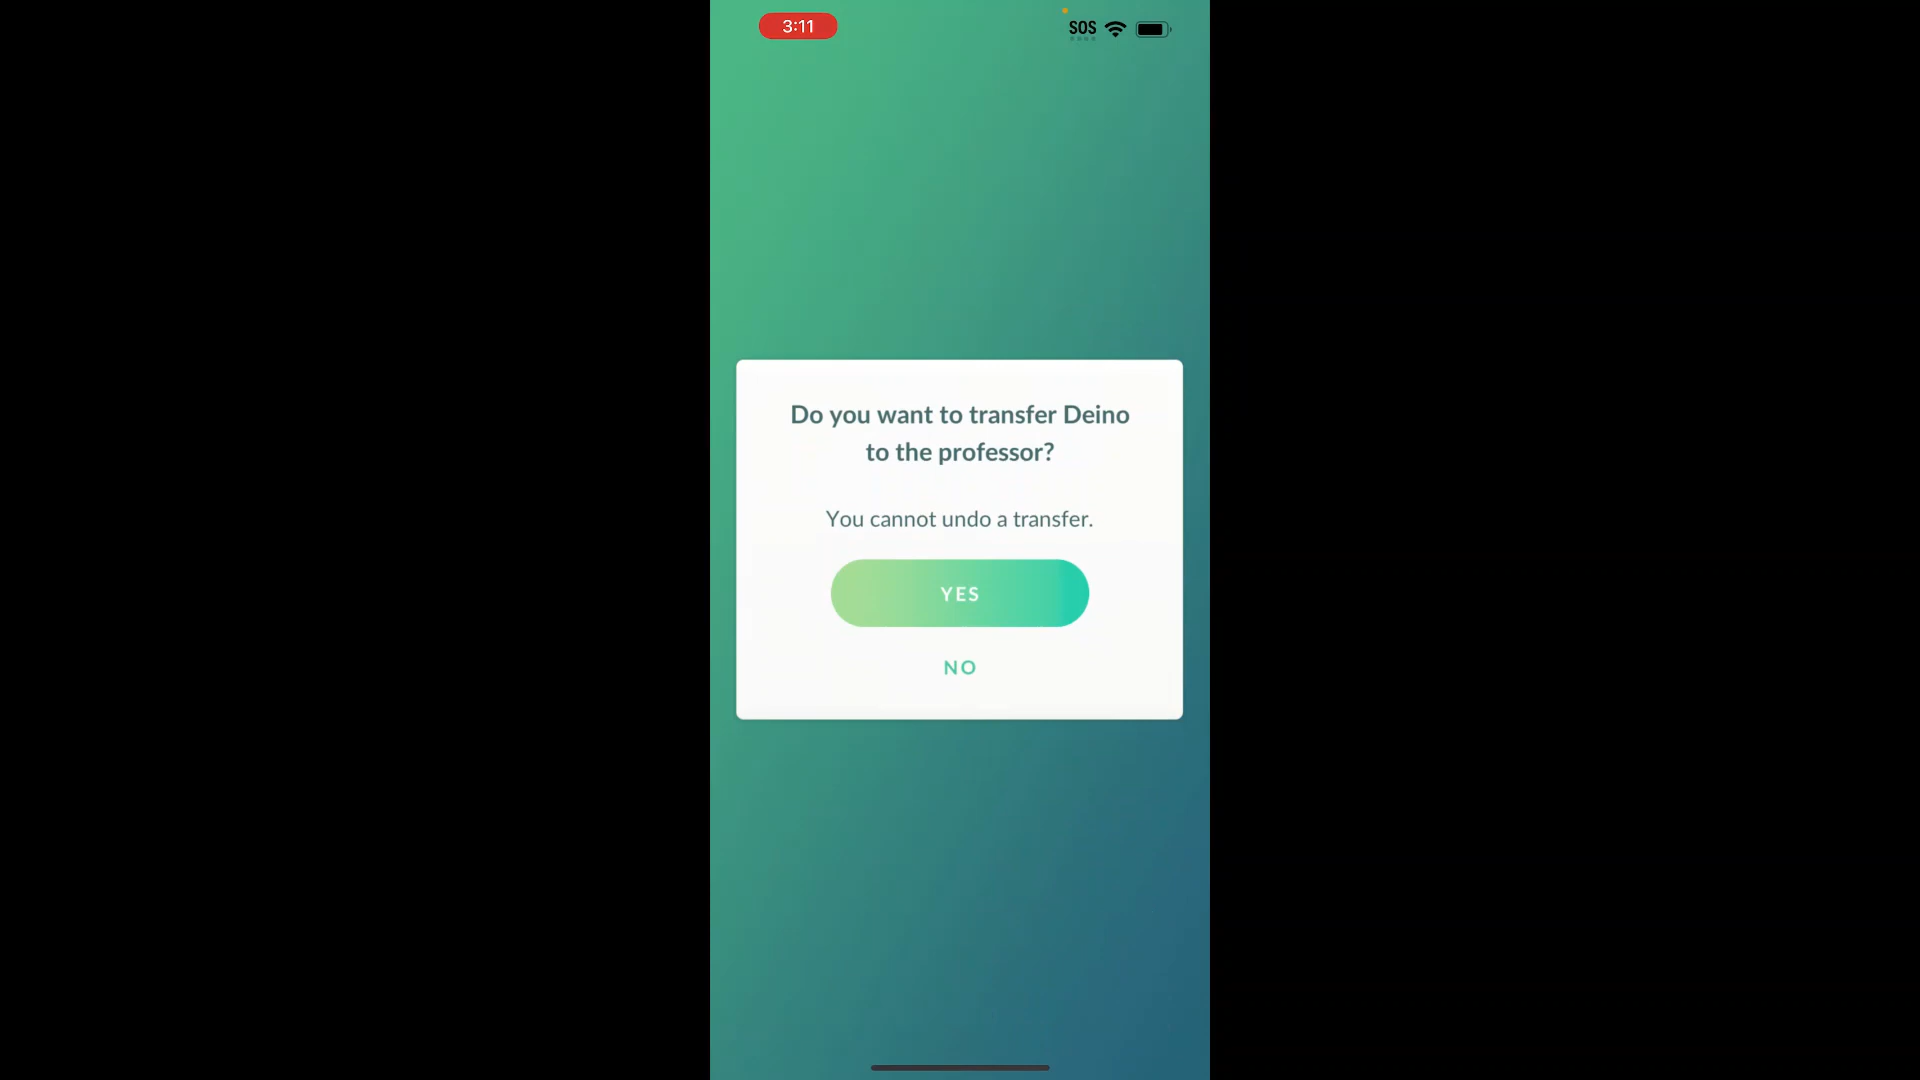 3:11
SOS
Do you want to transfer Deino
to the professor?
You cannot undo a transfer.
YES
NO